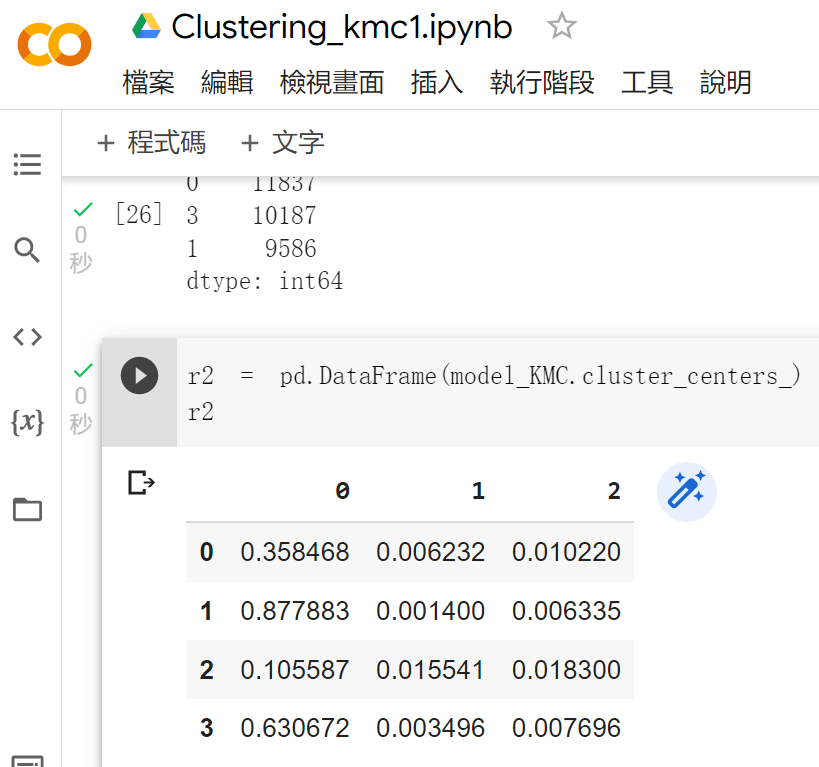 Clustering_kmc1.ipynb
檔案 編輯 檢視畫面 插入 執行階段 工具 說明
+ 程式碼 + 文字
0 11837
[26] 3 10187
0 1 9586
秒 dtype: int64
{x}
0 r2 = pd.DataFrame(model_KMC.cluster_centers_)
秒 r2
0 1 2
0 0.358468 0.006232 0.010220
1 0.877883 0.001400 0.006335
2 0.105587 0.015541 0.018300
3 0.630672 0.003496 0.007696